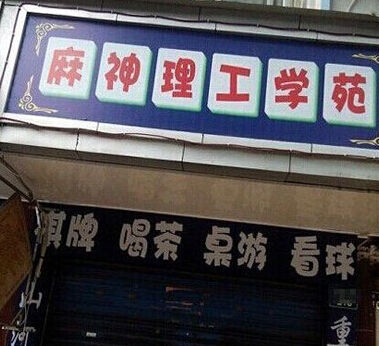 麻神理工学苑
棋牌 喝茶 桌游 看球